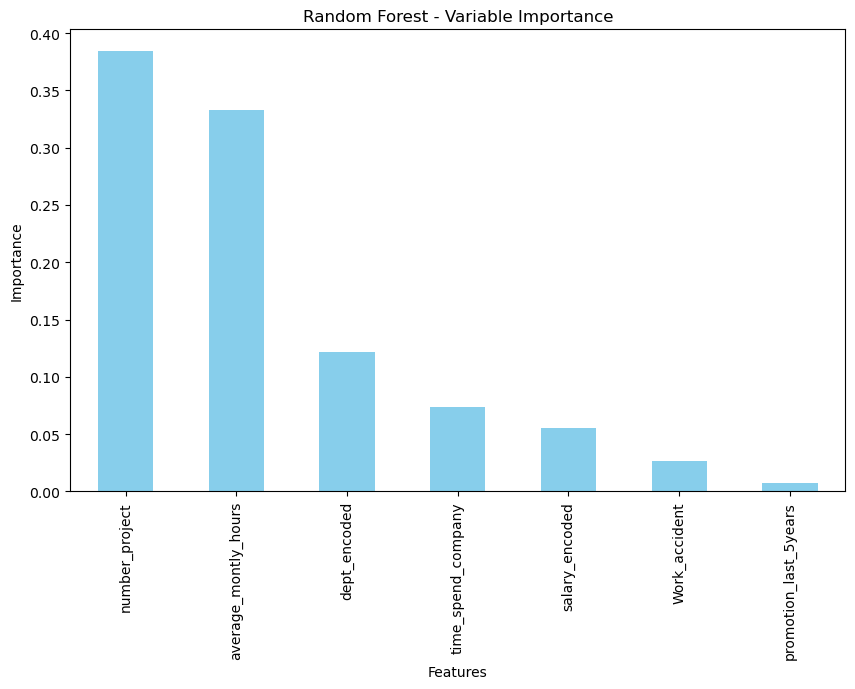 Random Forest - Variable Importance
0.40
0.35
0.30
0.25
0.20
0.15
0.10
0.05
0.00
Importance
number_project
average_montly_hours
dept_encoded
time_spend_company
salary_encoded
Work_accident
promotion_last_5years
Features